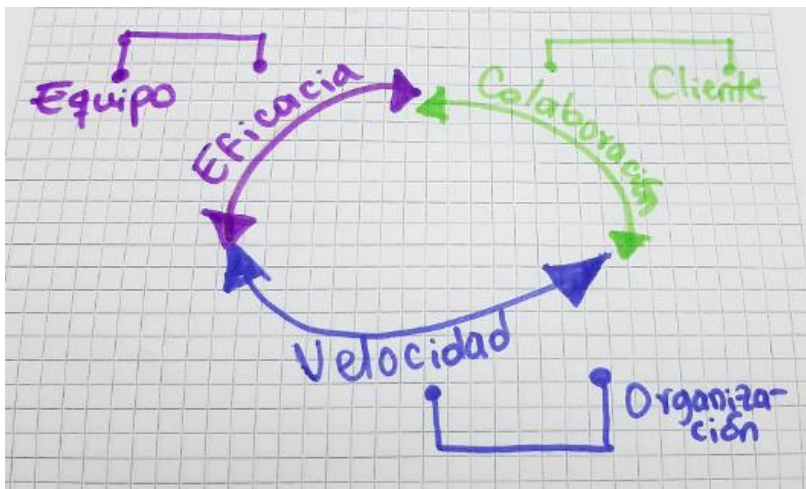 Equipo
Eficacia
Colaboración
Cliente
Velocidad
Organiza-
ción